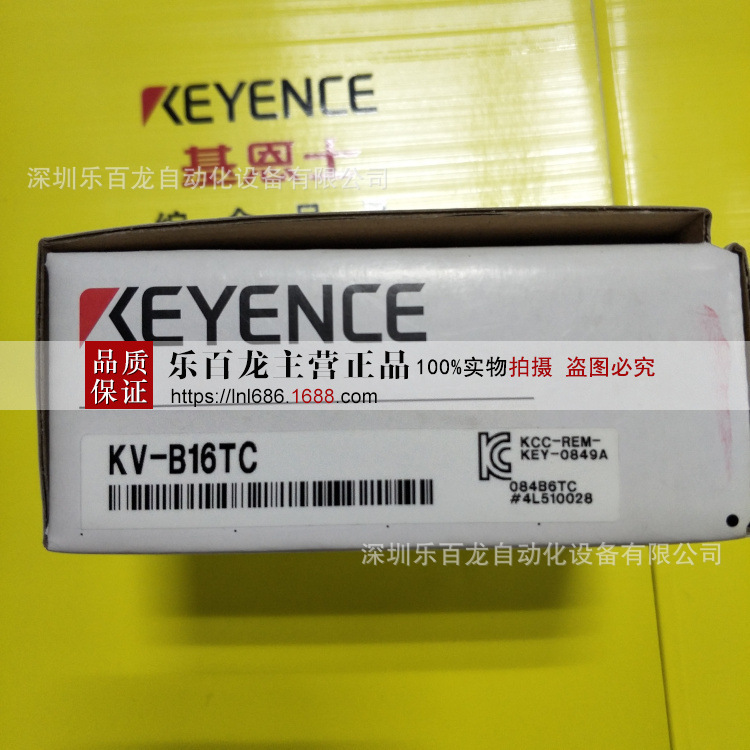 KEYENCE
基恩士
深圳乐百龙自动化设备有限公司
KEYENCE
品质保证
乐百龙主营正品 100%实物拍摄 盗图必究
https://lnl686.1688.com
KV-B16TC
KCC-REM-
KEY-0849A
084B6TC
#4L510028
深圳乐百龙自动化设备有限公司